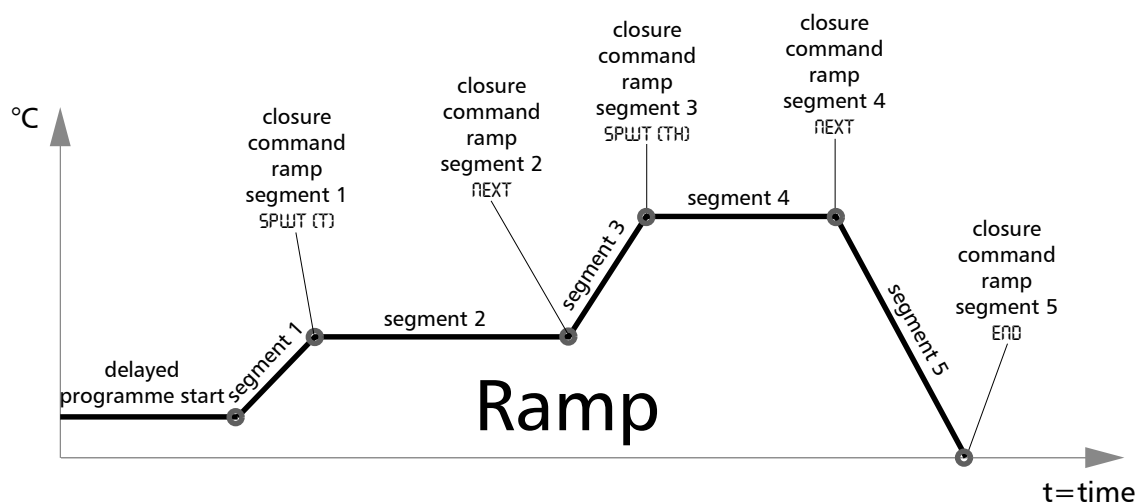 °C
delayed
programme start
segment 1
closure
command
ramp
segment 1
SPWT (T)
segment 2
closure
command
ramp
segment 2
NEXT
segment 3
closure
command
ramp
segment 3
SPWT (TH)
segment 4
closure
command
ramp
segment 4
NEXT
segment 5
closure
command
ramp
segment 5
END
Ramp
t=time